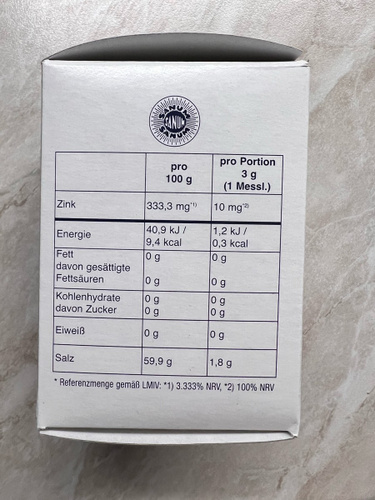 SANUM
SANUM
SANUM
pro
100 g
pro Portion
3 g
(1 Messl.)
Zink 333,3 mg*1) 10 mg*2)
Energie 40,9 kJ / 1,2 kJ /
9,4 kcal 0,3 kcal
Fett 0 g 0 g
davon gesättigte
Fettsäuren 0 g 0 g
Kohlenhydrate 0 g 0 g
davon Zucker 0 g 0 g
Eiweiß 0 g 0 g
Salz 59,9 g 1,8 g
* Referenzmenge gemäß LMIV: *1) 3.333% NRV, *2) 100% NRV